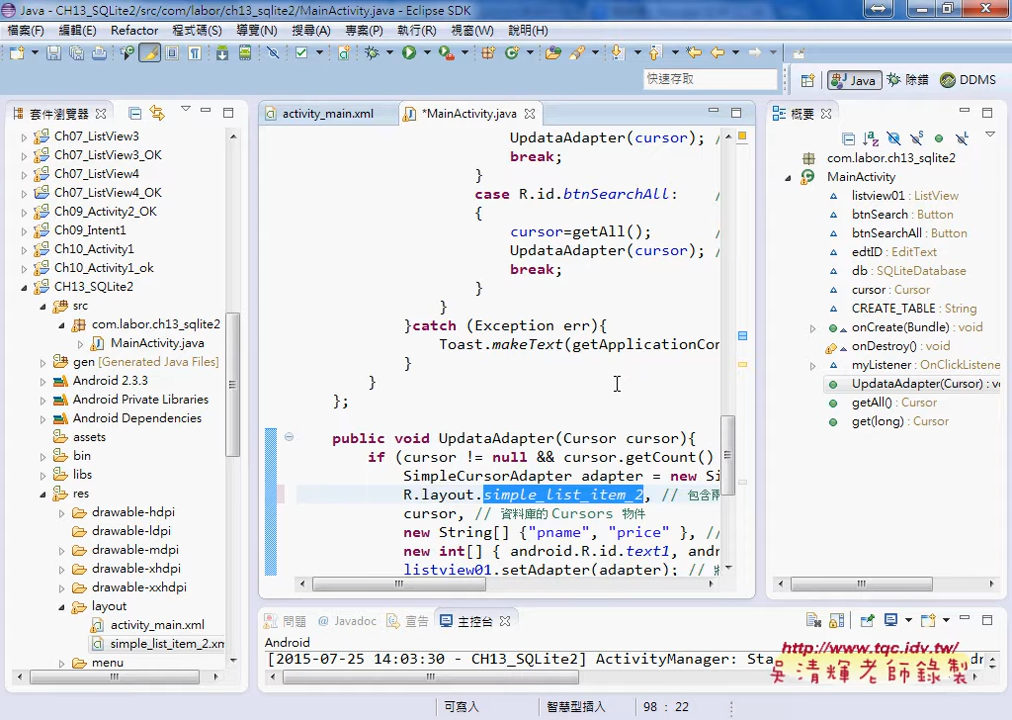 Java - CH13_SQLite2/src/com/labor/ch13_sqlite2/MainActivity.java - Eclipse SDK
檔案(F) 編輯(E) Refactor 程式碼(S) 導覽(N) 搜尋(A) 專案(P) 執行(R) 視窗(W) 說明(H)
快速存取
Java 除錯 DDMS
套件瀏覽器
Ch07_ListView3
Ch07_ListView3_OK
Ch07_ListView4
Ch07_ListView4_OK
Ch09_Activity2_OK
Ch09_Intent1
Ch10_Activity1
Ch10_Activity1_ok
CH13_SQLite2
src
com.labor.ch13_sqlite2
MainActivity.java
gen [Generated Java Files]
Android 2.3.3
Android Private Libraries
Android Dependencies
assets
bin
libs
res
drawable-hdpi
drawable-ldpi
drawable-mdpi
drawable-xhdpi
drawable-xxhdpi
layout
activity_main.xml
simple_list_item_2.xm
menu
activity_main.xml *MainActivity.java
UpdataAdapter(cursor); /
break;
}
case R.id.btnSearchAll: /
{
cursor=getAll(); /
UpdataAdapter(cursor); /
break;
}
}
}catch (Exception err){
Toast.makeText(getApplicationCon
}
}
};
public void UpdataAdapter(Cursor cursor){
if (cursor != null && cursor.getCount()
SimpleCursorAdapter adapter = new Si
R.layout.simple_list_item_2, // 包含兩
cursor, // 資料庫的 Cursors 物件
new String[] {"pname", "price" }, //
new int[] { android.R.id.text1, andr
listview01.setAdapter(adapter); // 將
概要
com.labor.ch13_sqlite2
MainActivity
listview01 : ListView
btnSearch : Button
btnSearchAll : Button
edtID : EditText
db : SQLiteDatabase
cursor : Cursor
CREATE_TABLE : String
onCreate(Bundle) : void
onDestroy() : void
myListener : OnClickListene
UpdataAdapter(Cursor) : vo
getAll() : Cursor
get(long) : Cursor
問題 @ Javadoc 宣告 主控台
Android
[2015-07-25 14:03:30 - CH13_SQLite2] ActivityManager: Sta
http://www.tqc.idv.tw/
吳清輝老師錄製
可寫入 智慧型插入 98 : 22